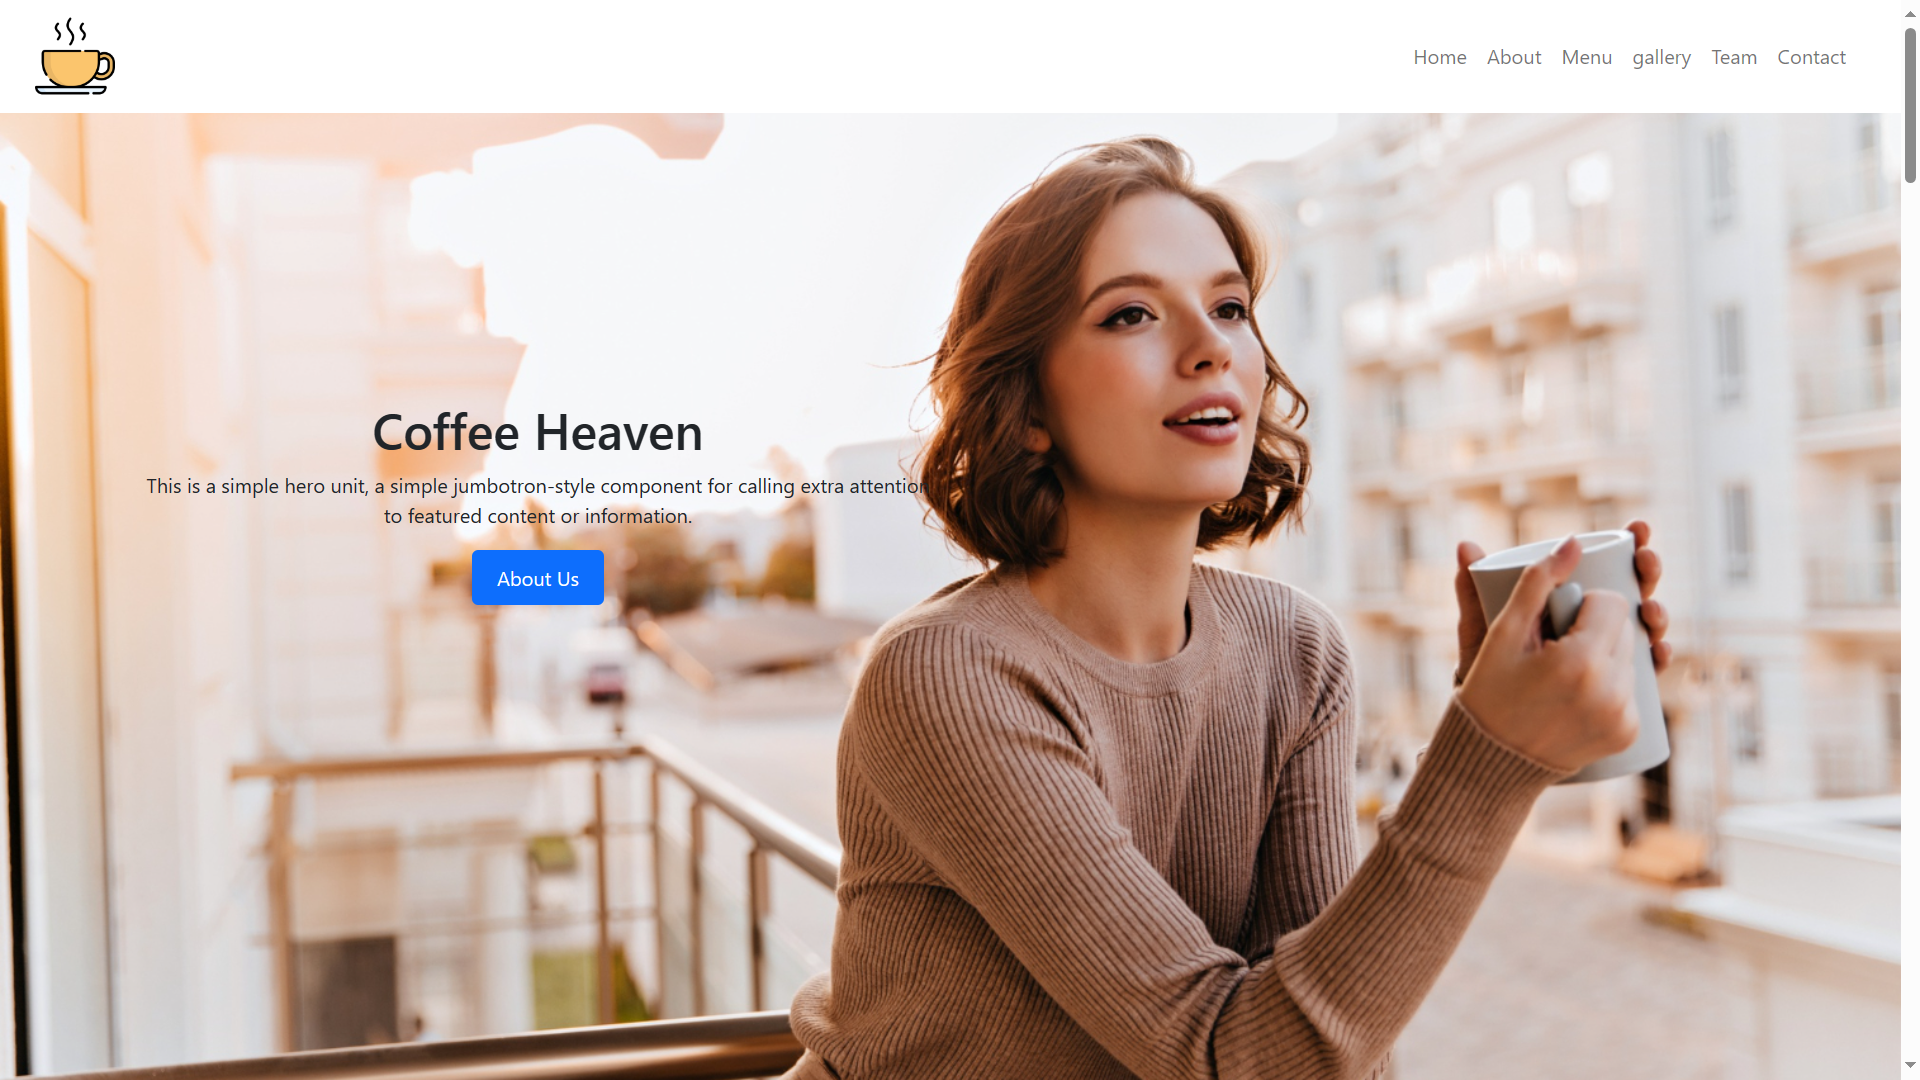 Home About Menu gallery Team Contact
Coffee Heaven
This is a simple hero unit, a simple jumbotron-style component for calling extra attention
to featured content or information.
About Us